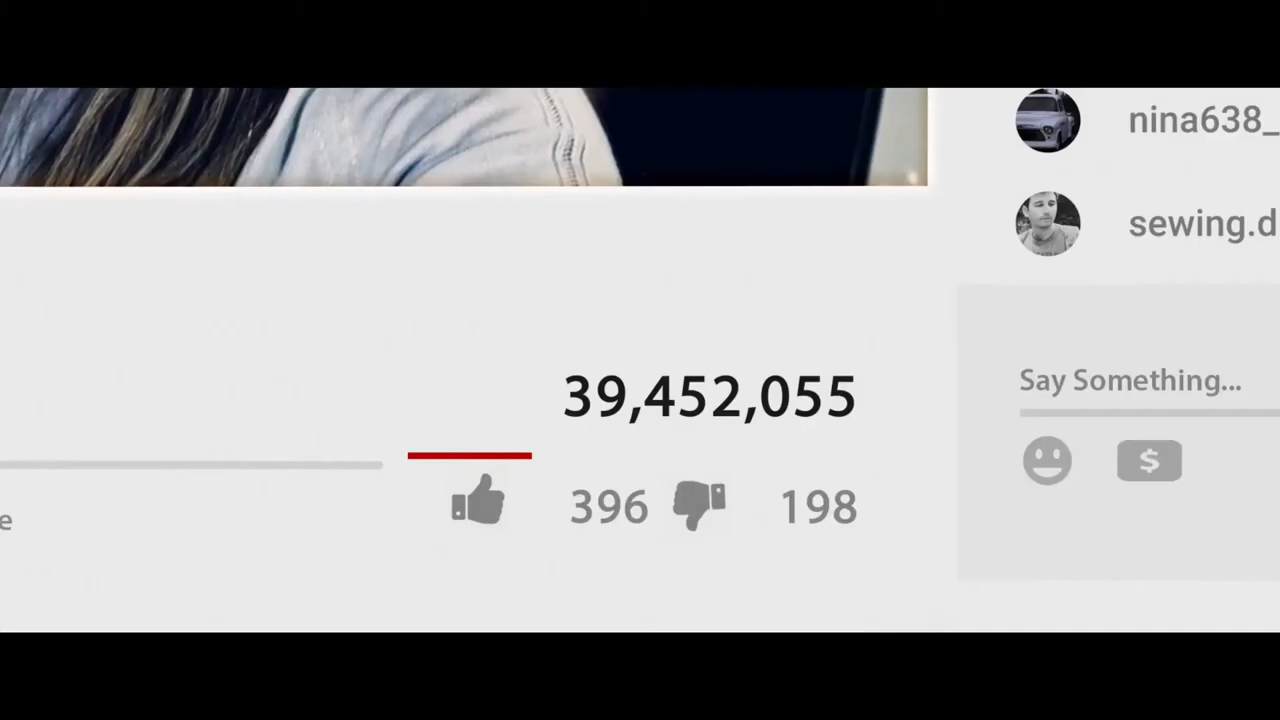 nina638_
sewing.d
39,452,055
Say Something...
$
396 198
e